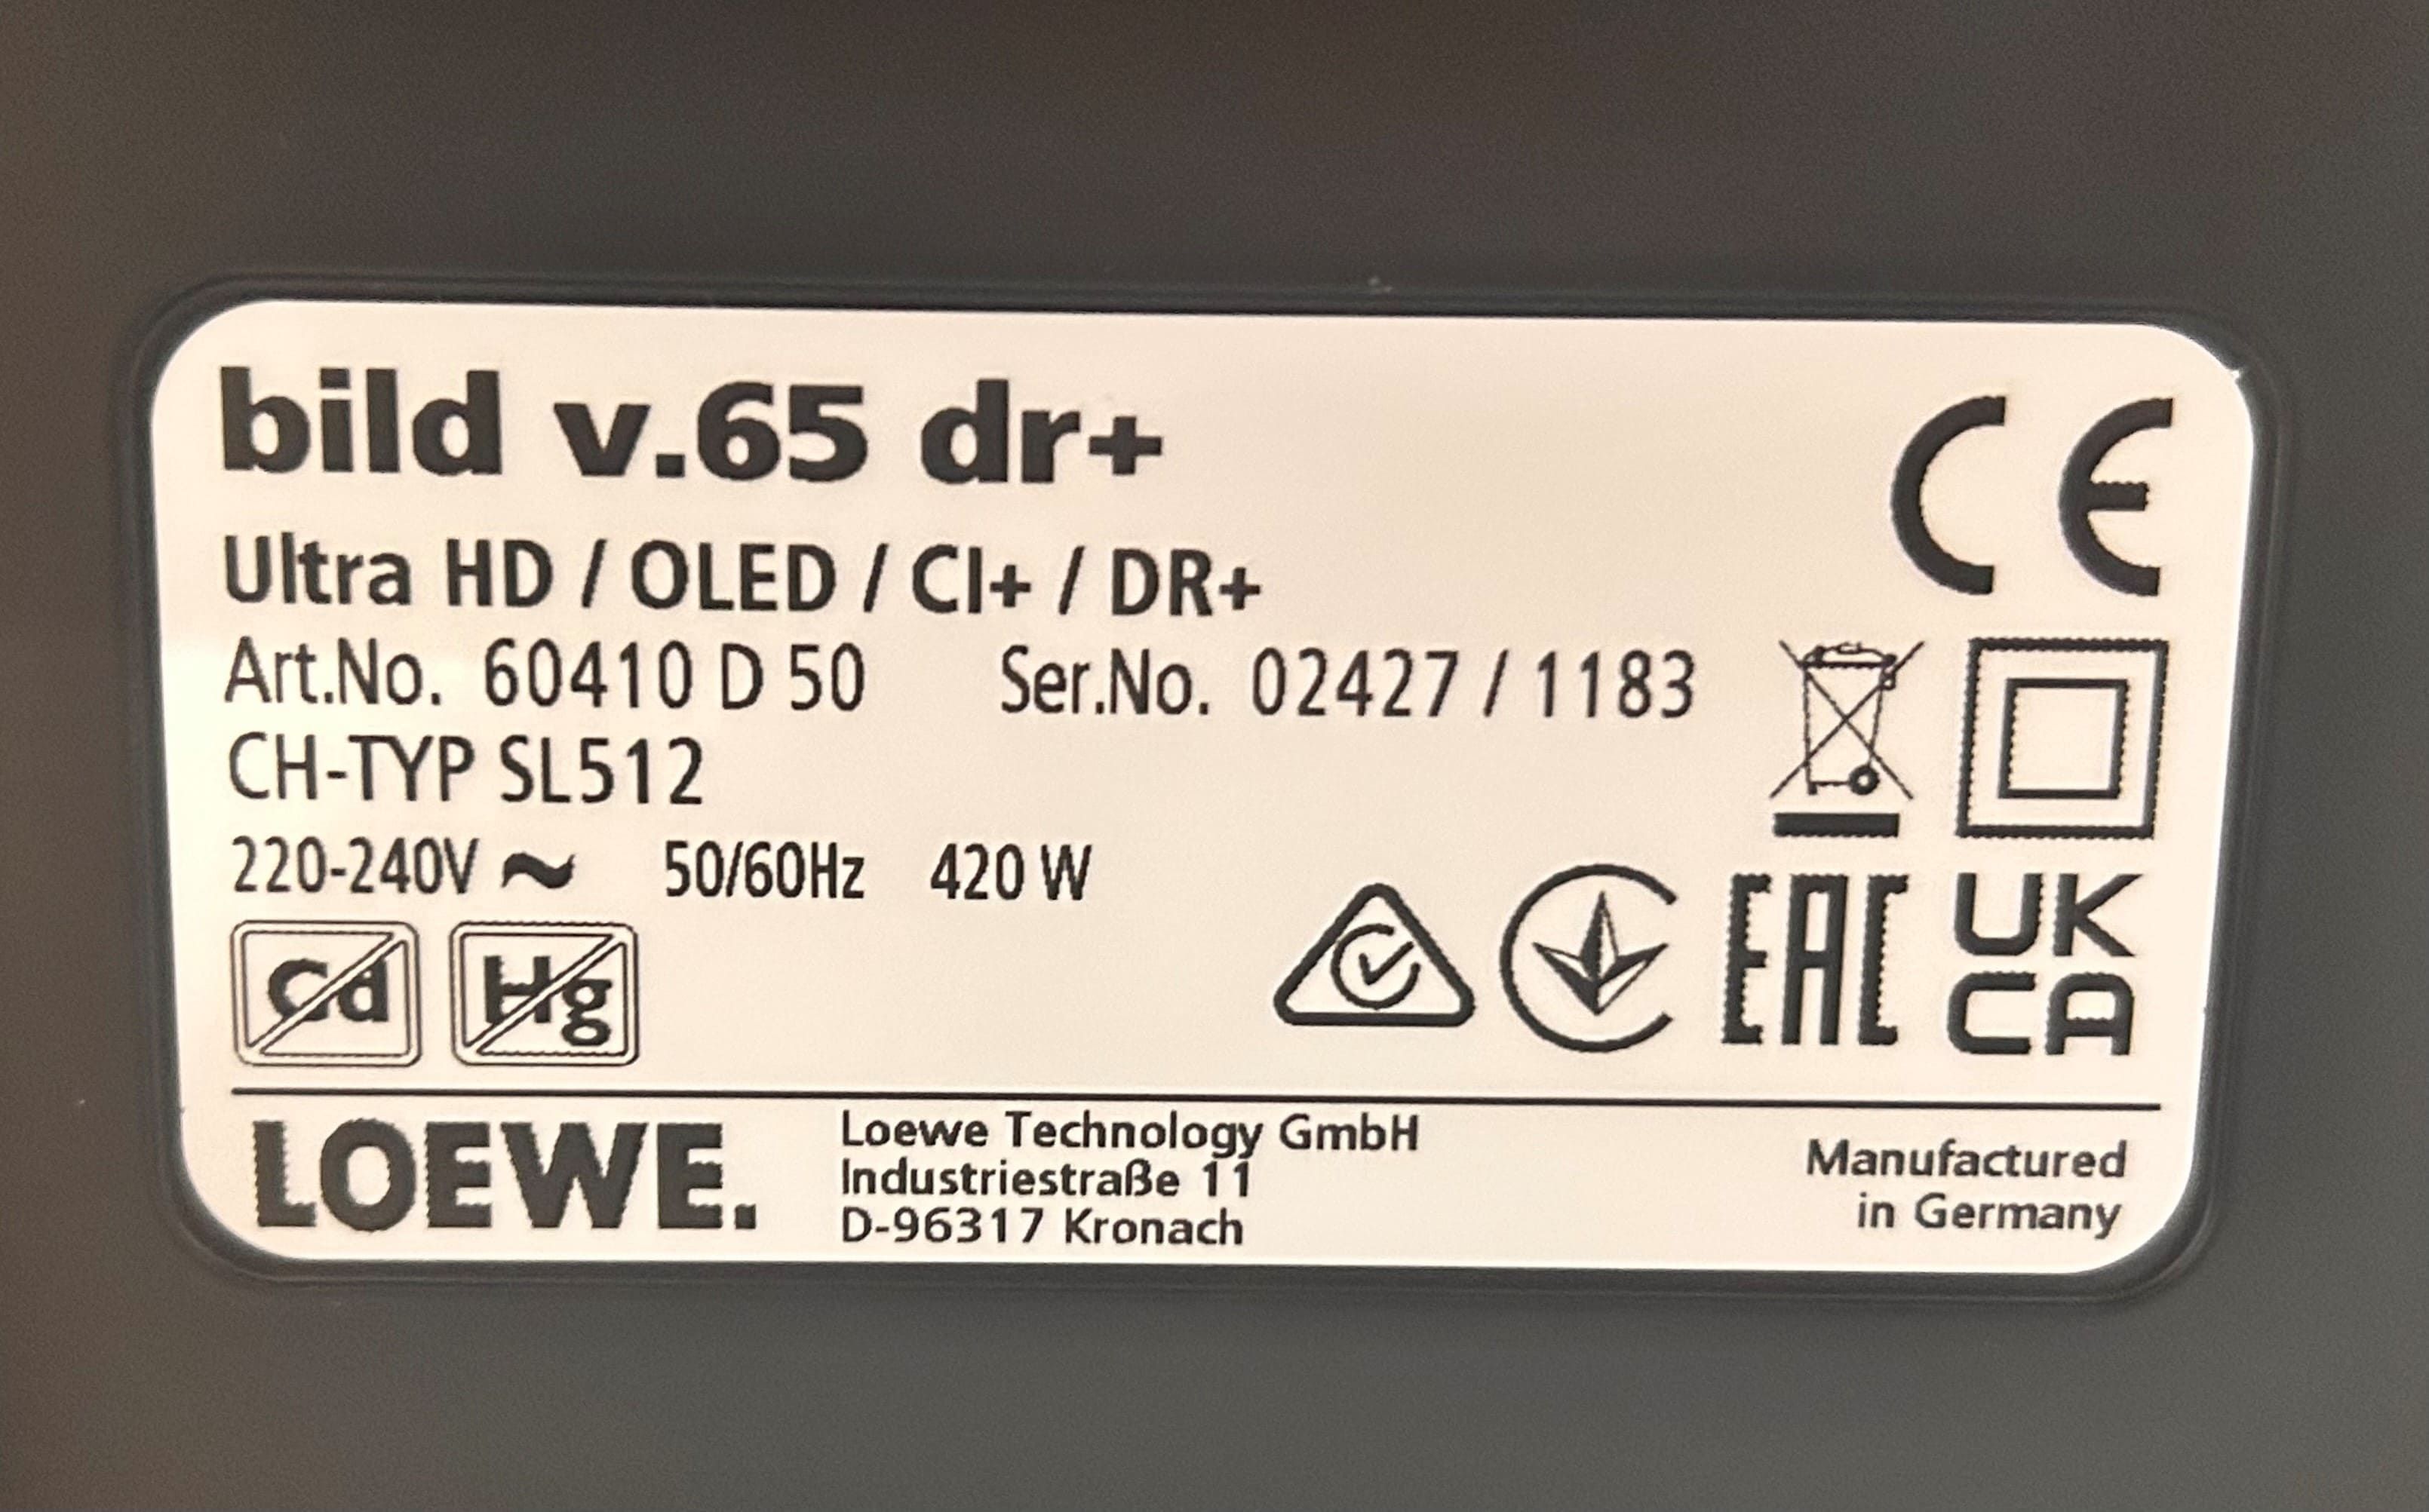 bild v.65 dr+
CE
Ultra HD / OLED / CI+ / DR+
Art.No. 60410 D 50 Ser.No. 02427 / 1183
CH-TYP SL512
220-240V ~ 50/60Hz 420 W
Cd Hg
EAC
UK
CA
LOEWE.
Loewe Technology GmbH
Industriestraße 11
D-96317 Kronach
Manufactured
in Germany